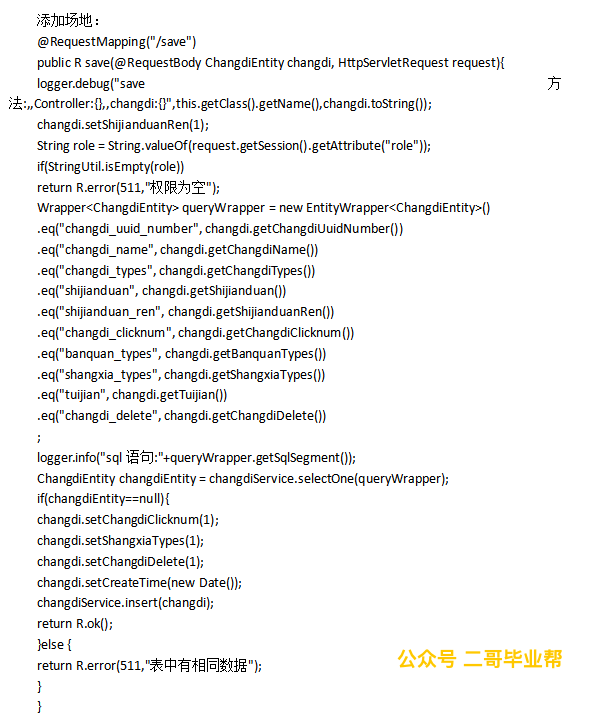 添加场地：
@RequestMapping("/save")
public R save(@RequestBody ChangdiEntity changdi, HttpServletRequest request){
logger.debug("save 方
法:,,Controller:{},,changdi:{}",this.getClass().getName(),changdi.toString());
changdi.setShijianduanRen(1);
String role = String.valueOf(request.getSession().getAttribute("role"));
if(StringUtil.isEmpty(role))
return R.error(511,"权限为空");
Wrapper<ChangdiEntity> queryWrapper = new EntityWrapper<ChangdiEntity>()
.eq("changdi_uuid_number", changdi.getChangdiUuidNumber())
.eq("changdi_name", changdi.getChangdiName())
.eq("changdi_types", changdi.getChangdiTypes())
.eq("shijianduan", changdi.getShijianduan())
.eq("shijianduan_ren", changdi.getShijianduanRen())
.eq("changdi_clicknum", changdi.getChangdiClicknum())
.eq("banquan_types", changdi.getBanquanTypes())
.eq("shangxia_types", changdi.getShangxiaTypes())
.eq("tuijian", changdi.getTuijian())
.eq("changdi_delete", changdi.getChangdiDelete())
;
logger.info("sql 语句:"+queryWrapper.getSqlSegment());
ChangdiEntity changdiEntity = changdiService.selectOne(queryWrapper);
if(changdiEntity==null){
changdi.setChangdiClicknum(1);
changdi.setShangxiaTypes(1);
changdi.setChangdiDelete(1);
changdi.setCreateTime(new Date());
changdiService.insert(changdi);
return R.ok();
}else {
return R.error(511,"表中有相同数据");
}
}
公众号 二哥毕业帮